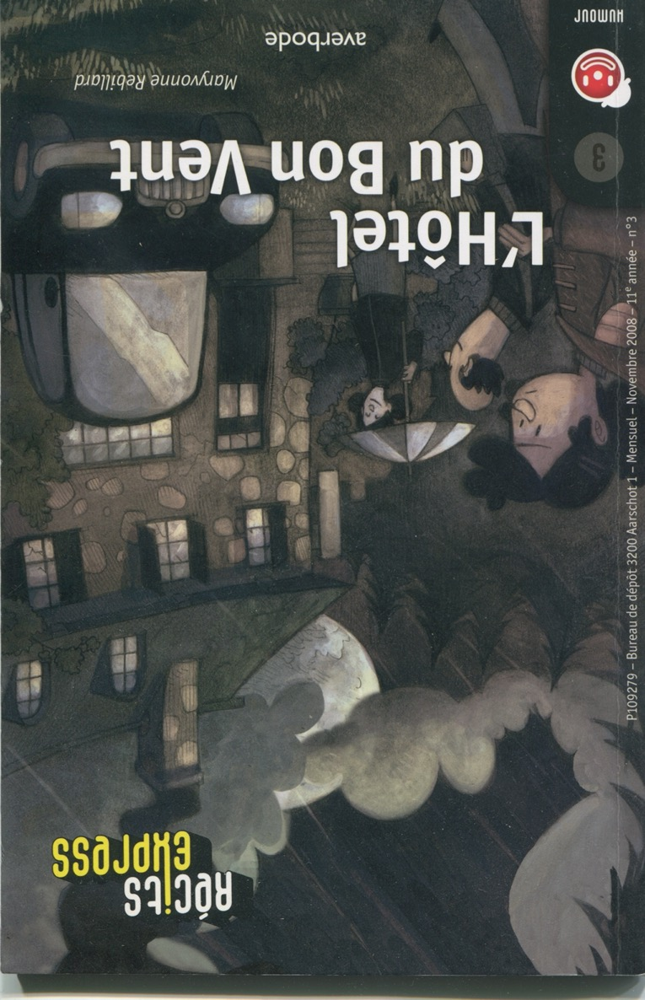 Récits
express
P109279 – Bureau de dépôt 3200 Aarschot 1 – Mensuel – Novembre 2008 – 11e année – n°3
L'Hôtel
du Bon Vent
3
Maryvonne Rebillard
averbode
HUMOUR